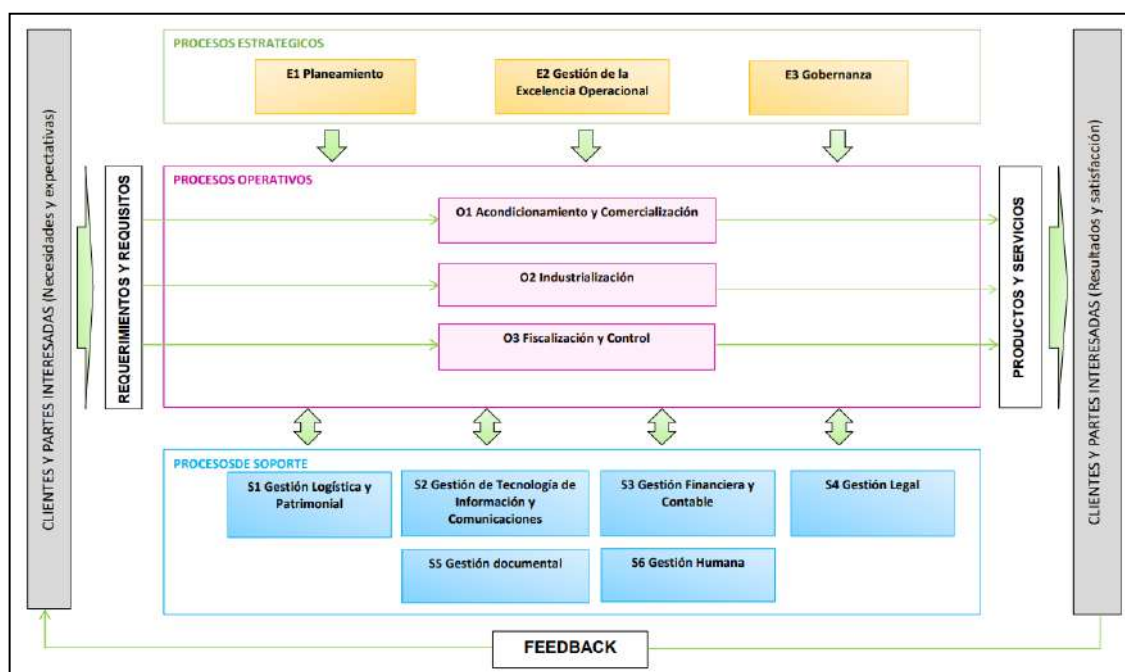 CLIENTES Y PARTES INTERESADAS (Necesidades y expectativas)
REQUERIMIENTOS Y REQUISITOS
PROCESOS ESTRATEGICOS
E1 Planeamiento
E2 Gestión de la
Excelencia Operacional
E3 Gobernanza
PROCESOS OPERATIVOS
O1 Acondicionamiento y Comercialización
O2 Industrialización
O3 Fiscalización y Control
PROCESOSDE SOPORTE
S1 Gestión Logística y
Patrimonial
S2 Gestión de Tecnología de
Información y
Comunicaciones
S3 Gestión Financiera y
Contable
S4 Gestión Legal
S5 Gestión documental
S6 Gestión Humana
PRODUCTOS Y SERVICIOS
CLIENTES Y PARTES INTERESADAS (Resultados y satisfacción)
FEEDBACK